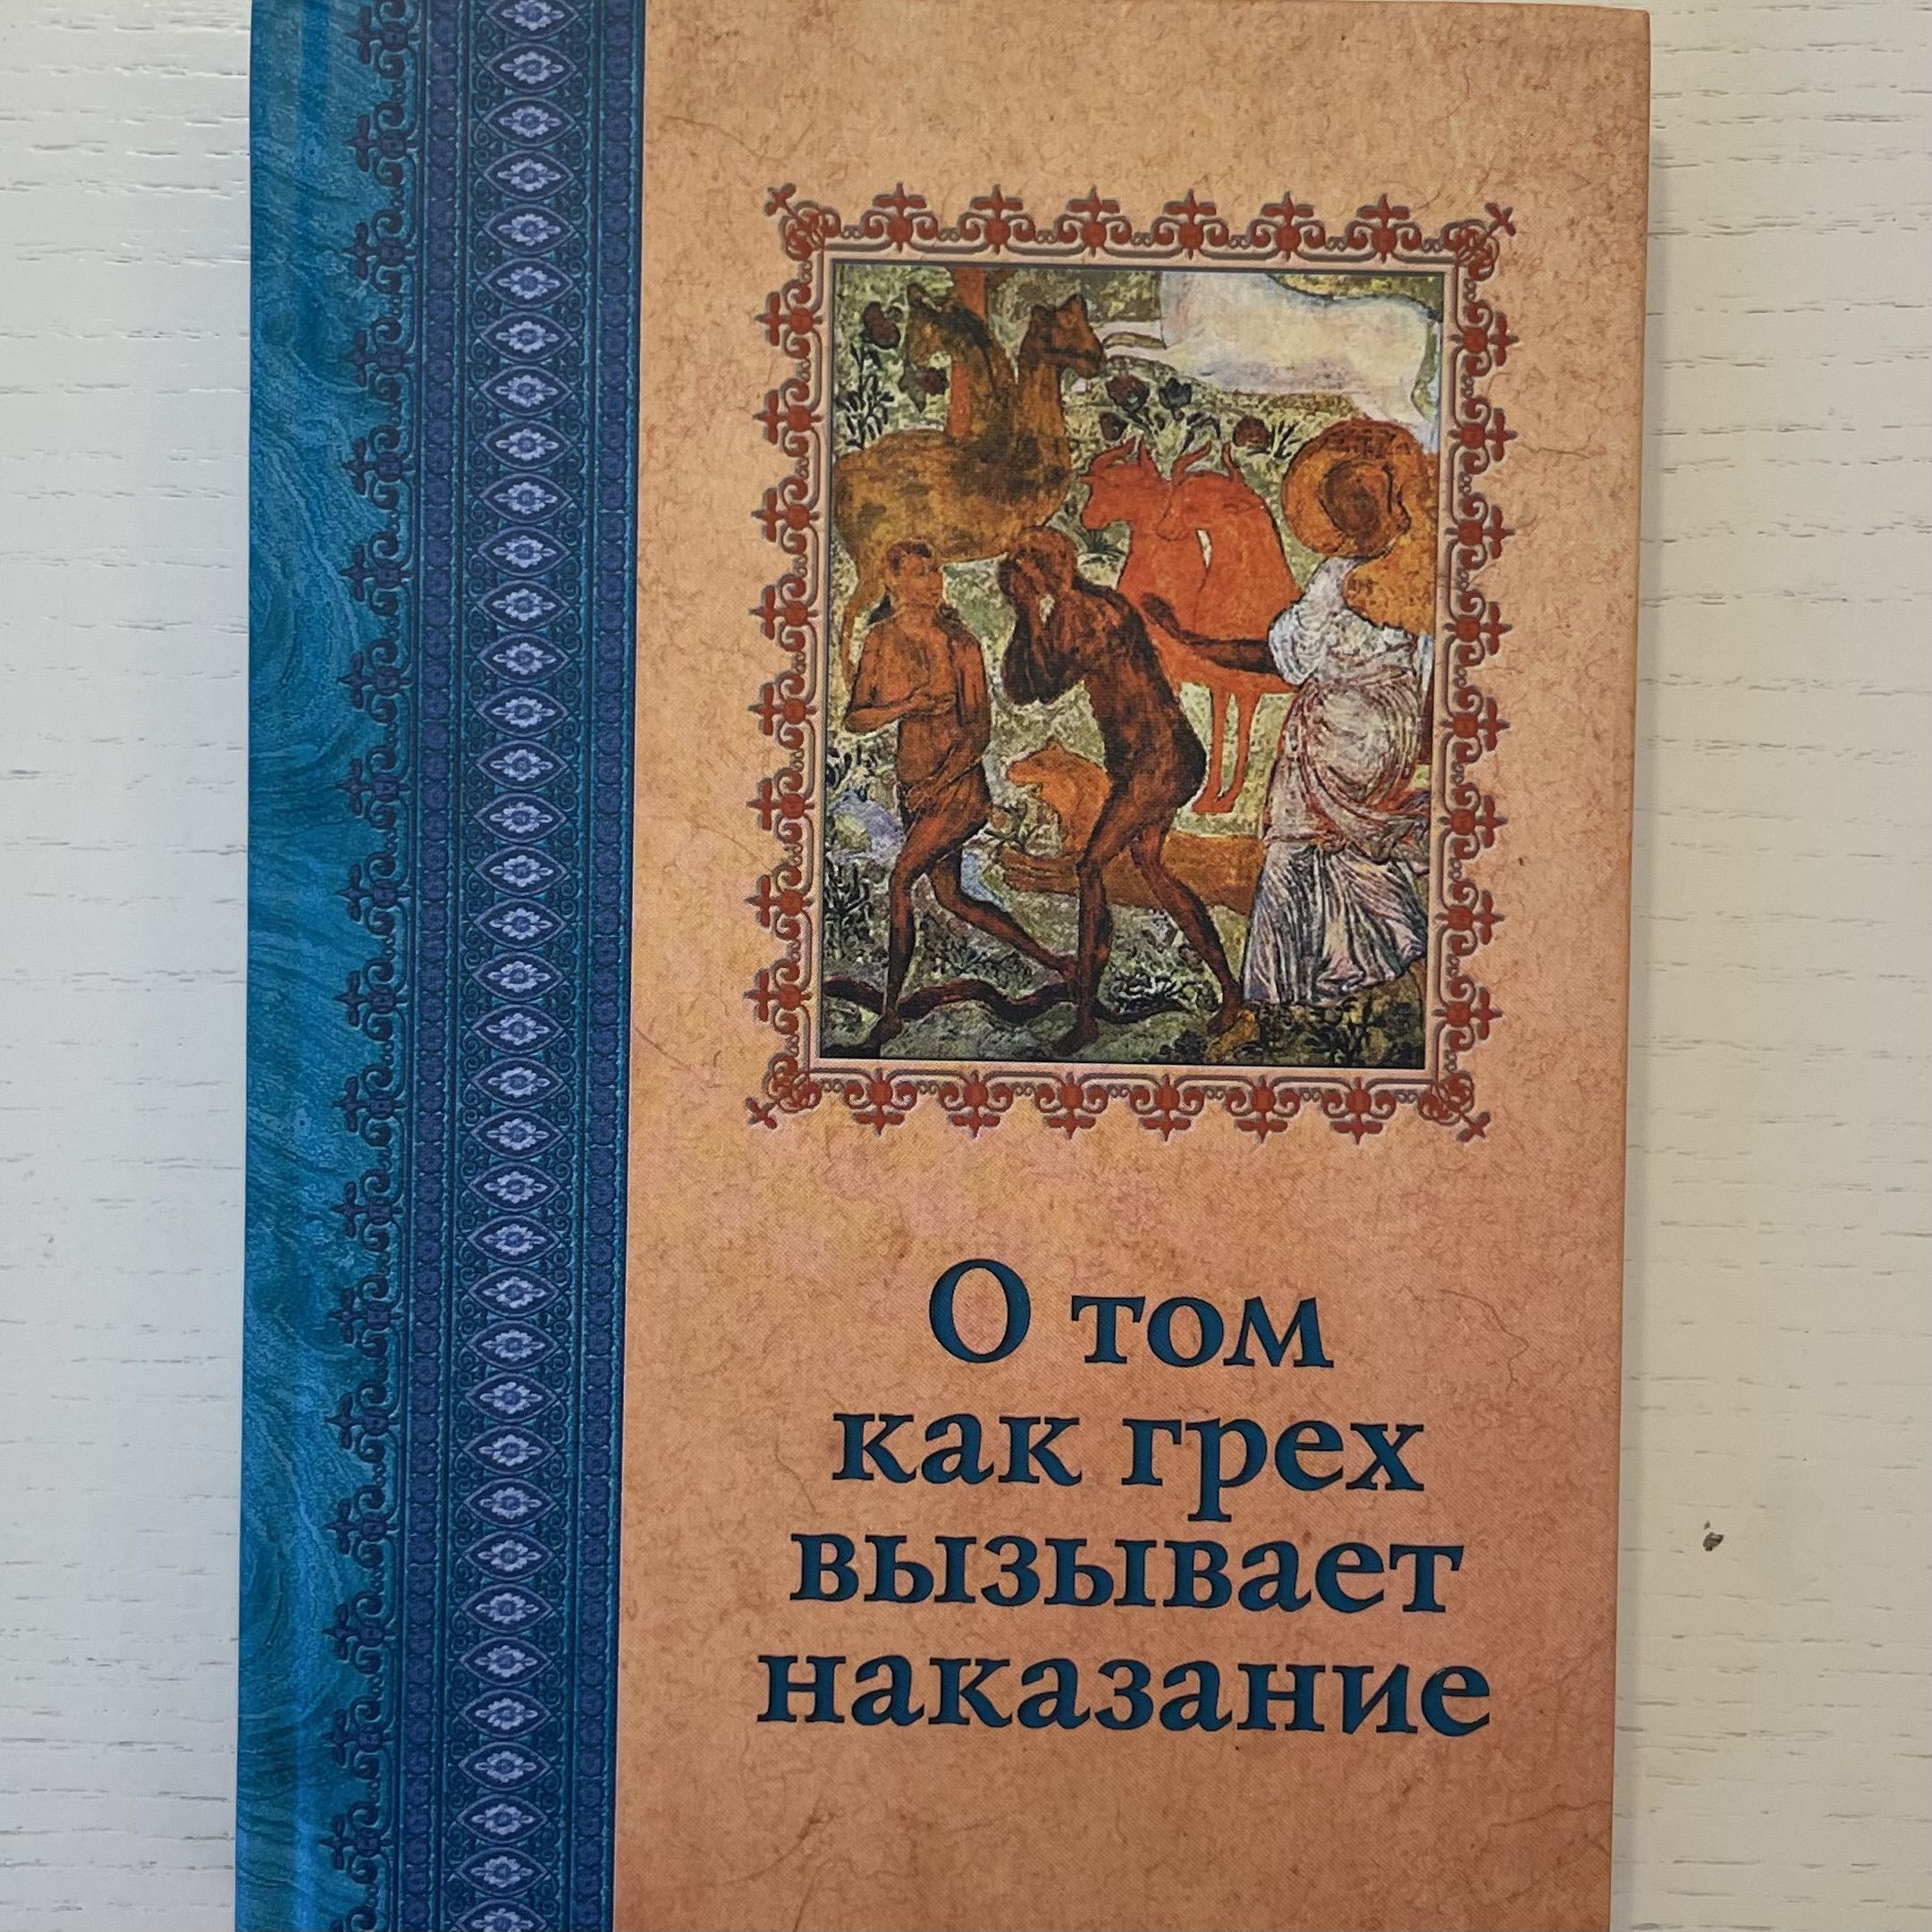 О том
как грех
вызывает
наказание